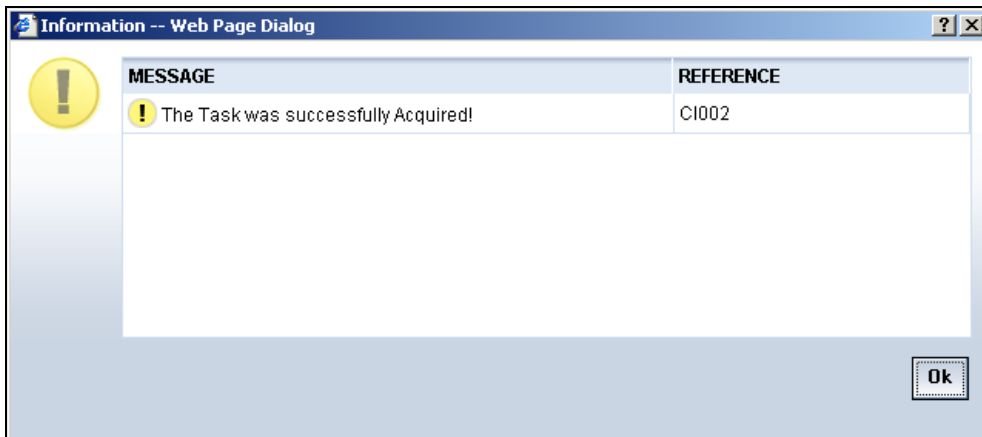 Information -- Web Page Dialog
MESSAGE REFERENCE
The Task was successfully Acquired! CI002
Ok